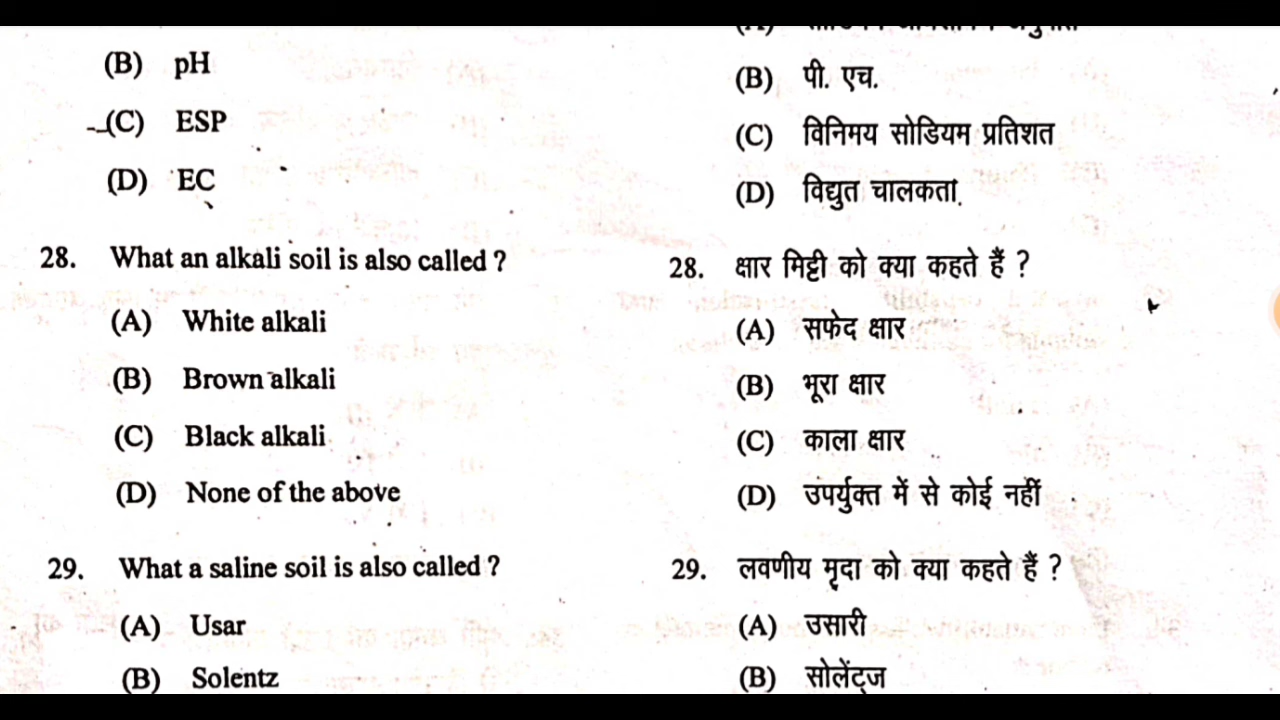 (B) pH
(C) ESP
(D) EC
28. What an alkali soil is also called ?
(A) White alkali
(B) Brown alkali
(C) Black alkali
(D) None of the above
29. What a saline soil is also called ?
(A) Usar
(B) Solentz
(B) पी. एच.
(C) विनिमय सोडियम प्रतिशत
(D) विद्युत चालकता
28. क्षार मिट्टी को क्या कहते हैं ?
(A) सफेद क्षार
(B) भूरा क्षार
(C) काला क्षार
(D) उपर्युक्त में से कोई नहीं
29. लवणीय मृदा को क्या कहते हैं ?
(A) उसारी
(B) सोलेंट्ज